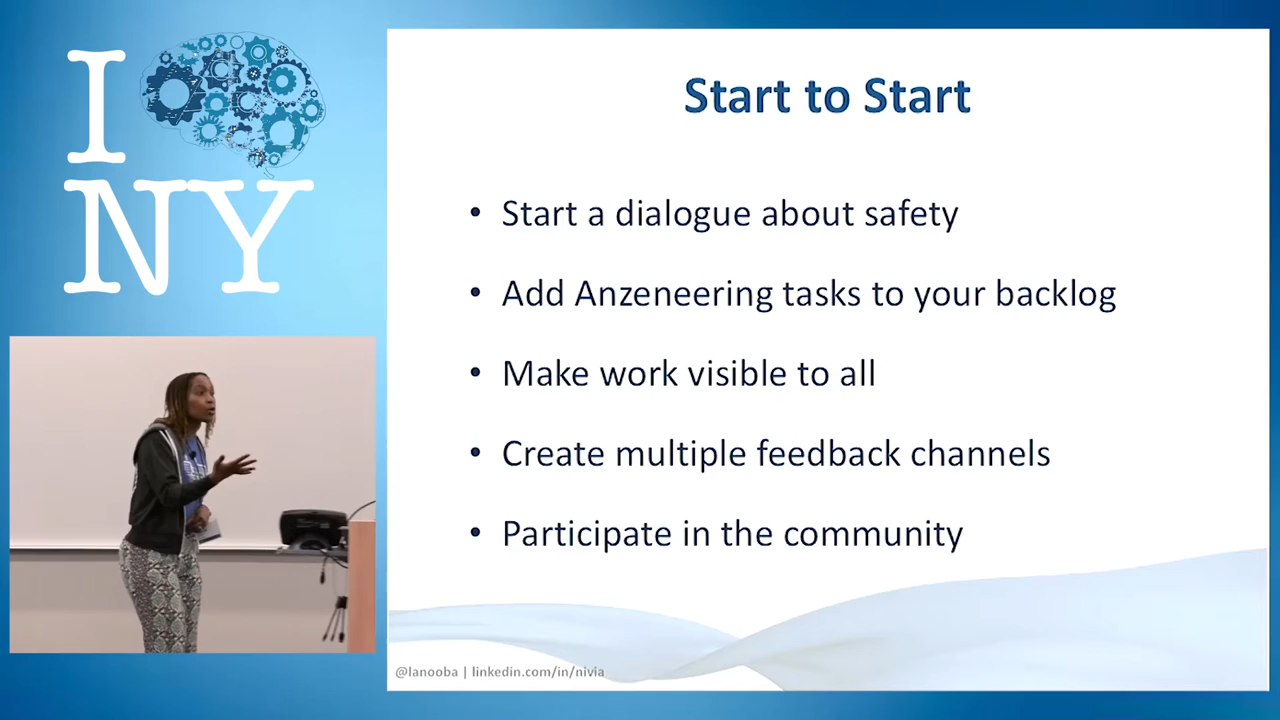 I
NY
Start to Start
• Start a dialogue about safety
• Add Anzeneering tasks to your backlog
• Make work visible to all
• Create multiple feedback channels
• Participate in the community
@lanooba | linkedin.com/in/nivia